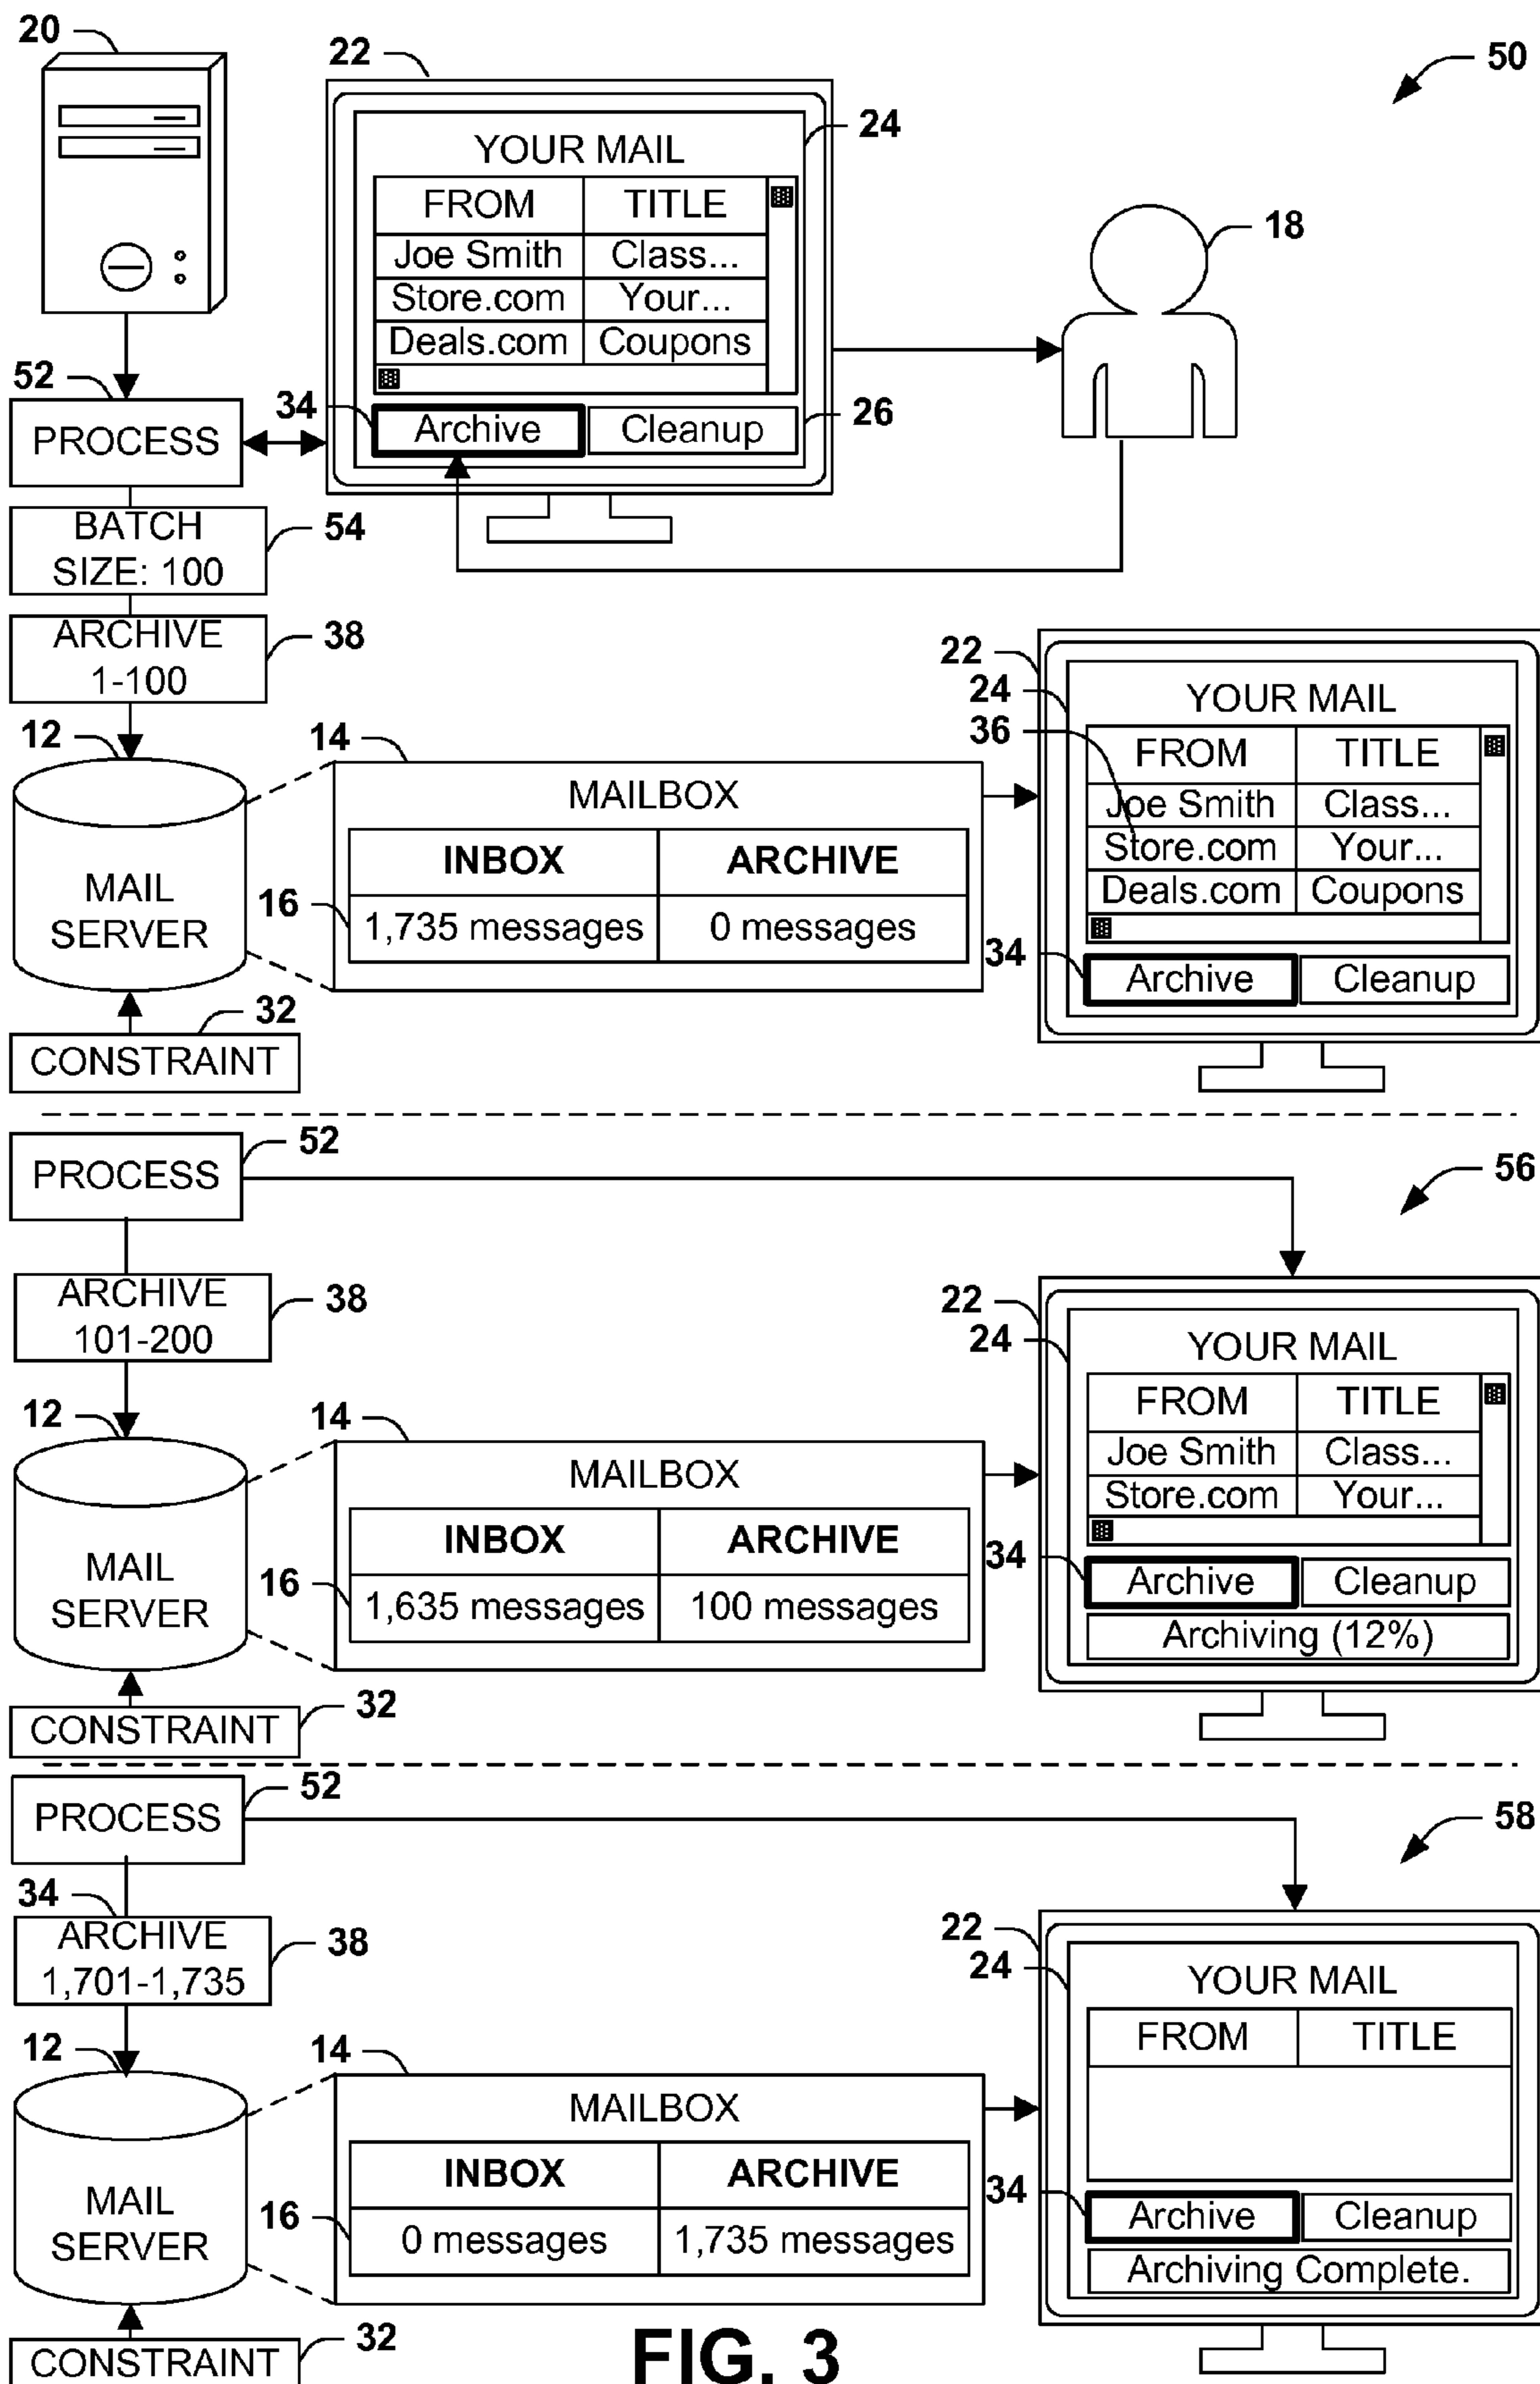 20
22
50
24
YOUR MAIL
FROM TITLE
Joe Smith Class...
Store.com Your...
Deals.com Coupons
18
52
PROCESS
34
Archive Cleanup
26
BATCH
SIZE: 100
54
ARCHIVE
1-100
38
12
MAIL
SERVER
14
MAILBOX
INBOX ARCHIVE
16
1,735 messages 0 messages
32
CONSTRAINT
22
24
36
YOUR MAIL
FROM TITLE
Joe Smith Class...
Store.com Your...
Deals.com Coupons
34
Archive Cleanup
52
PROCESS
56
ARCHIVE
101-200
38
12
MAIL
SERVER
14
MAILBOX
INBOX ARCHIVE
16
1,635 messages 100 messages
32
CONSTRAINT
22
24
YOUR MAIL
FROM TITLE
Joe Smith Class...
Store.com Your...
34
Archive Cleanup
Archiving (12%)
52
PROCESS
58
34
ARCHIVE
1,701-1,735
38
12
MAIL
SERVER
14
MAILBOX
INBOX ARCHIVE
16
0 messages 1,735 messages
32
CONSTRAINT
22
24
YOUR MAIL
FROM TITLE
34
Archive Cleanup
Archiving Complete.
FIG. 3